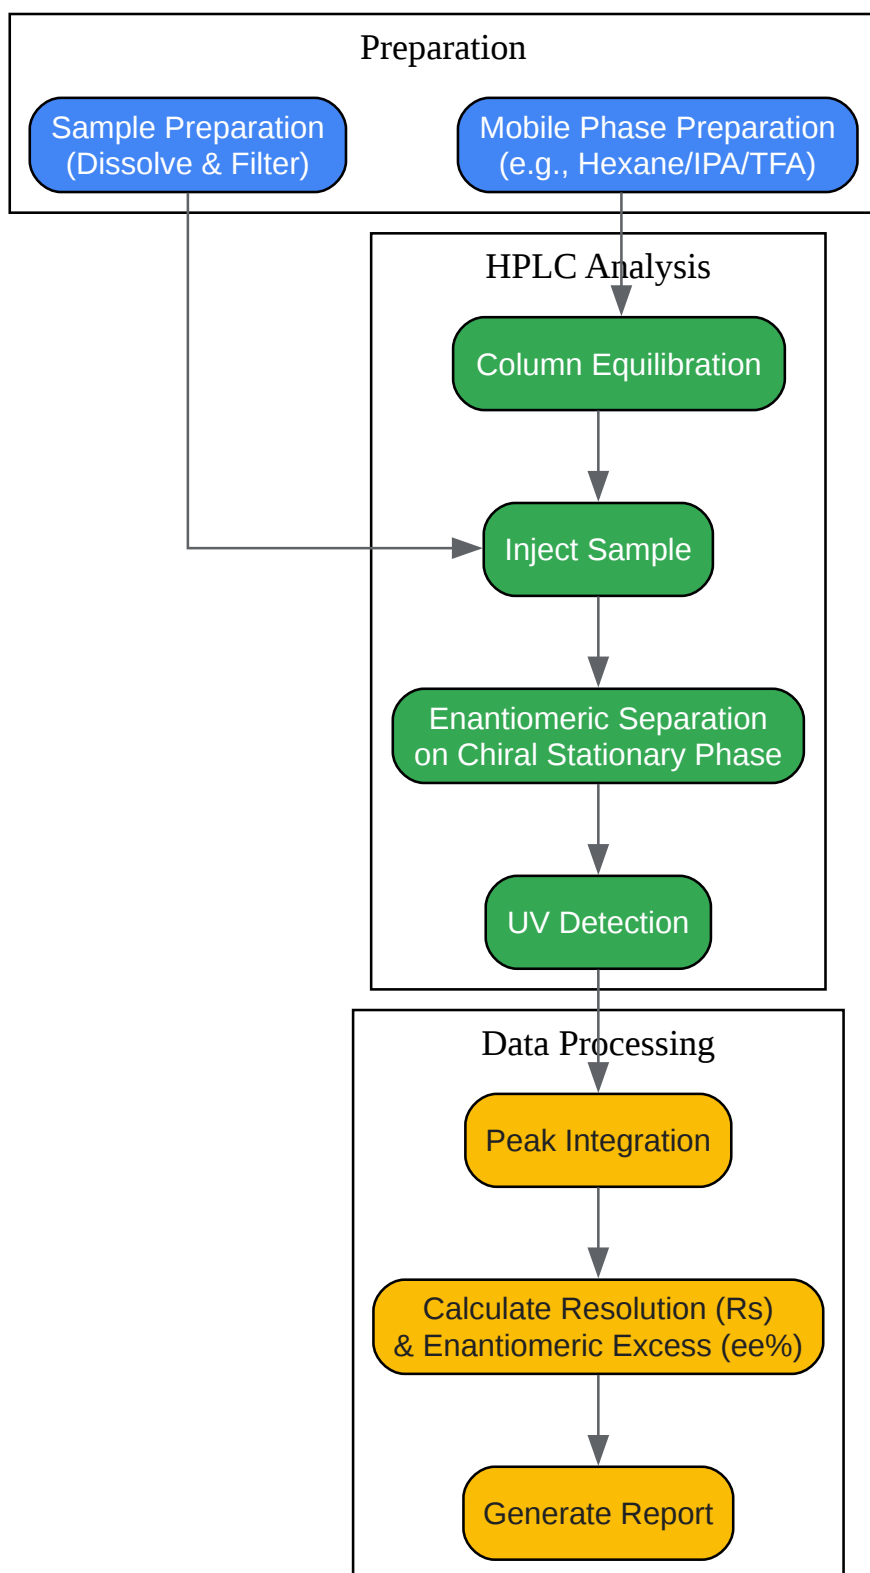 Preparation
Sample Preparation
(Dissolve & Filter)
Mobile Phase Preparation
(e.g., Hexane/IPA/TFA)
HPLC Analysis
Column Equilibration
Inject Sample
Enantiomeric Separation
on Chiral Stationary Phase
UV Detection
Data Processing
Peak Integration
Calculate Resolution (Rs)
& Enantiomeric Excess (ee%)
Generate Report